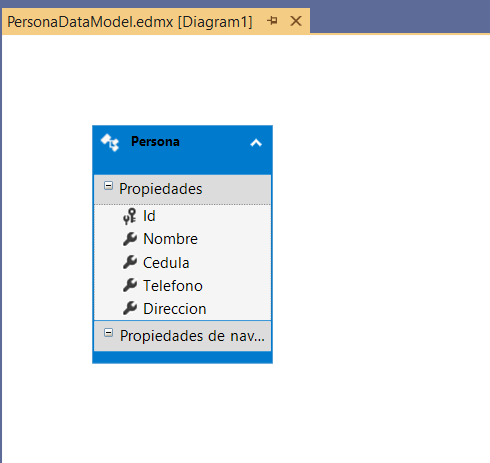 PersonaDataModel.edmx [Diagram1]
Persona
Propiedades
Id
Nombre
Cedula
Telefono
Direccion
Propiedades de nav...